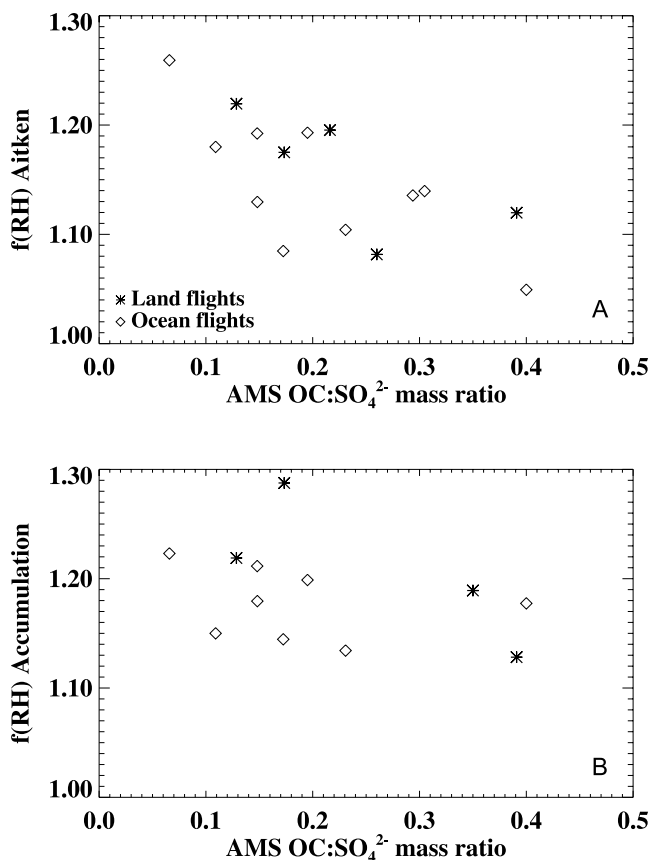 1.30
1.20
1.10
1.00
f(RH) Aitken
✳ Land flights
◇ Ocean flights
A
0.0 0.1 0.2 0.3 0.4 0.5
AMS OC:SO₄²⁻ mass ratio
1.30
1.20
1.10
1.00
f(RH) Accumulation
B
0.0 0.1 0.2 0.3 0.4 0.5
AMS OC:SO₄²⁻ mass ratio